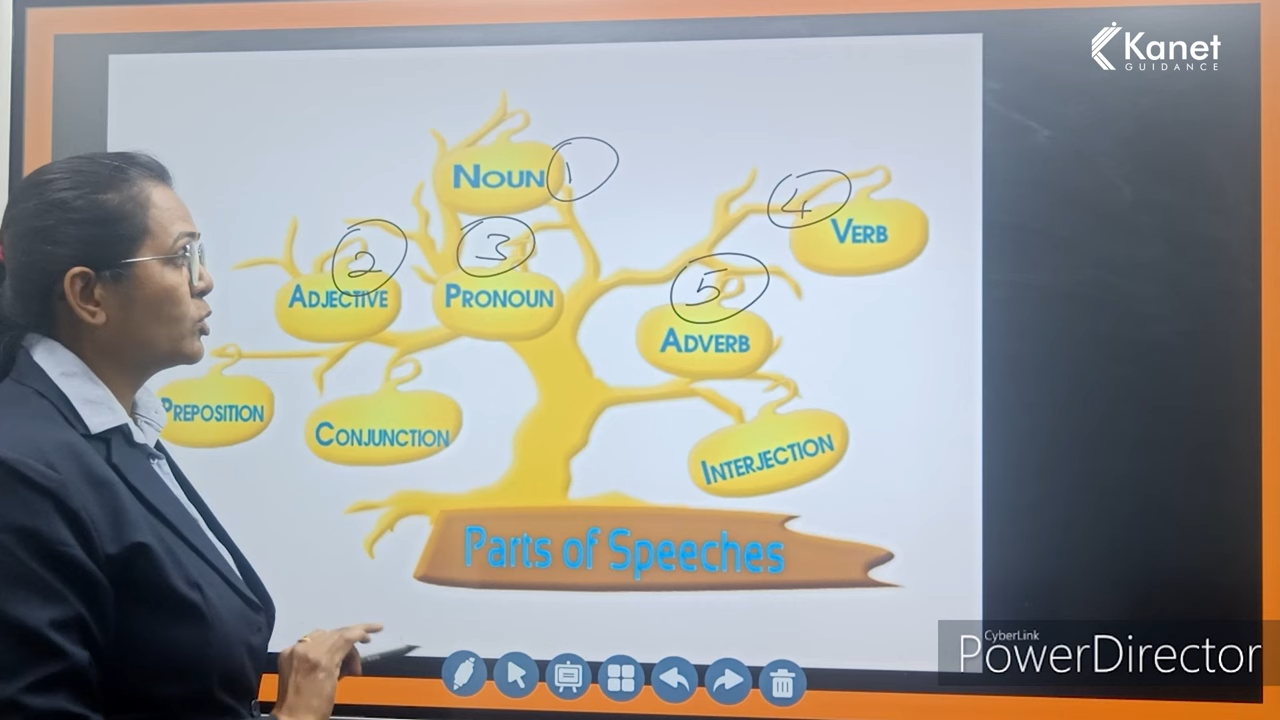 Kanet
GUIDANCE
NOUN 1
4
VERB
2
ADJECTIVE
3
PRONOUN
5
ADVERB
PREPOSITION
CONJUNCTION
INTERJECTION
Parts of Speeches
CyberLink
PowerDirector